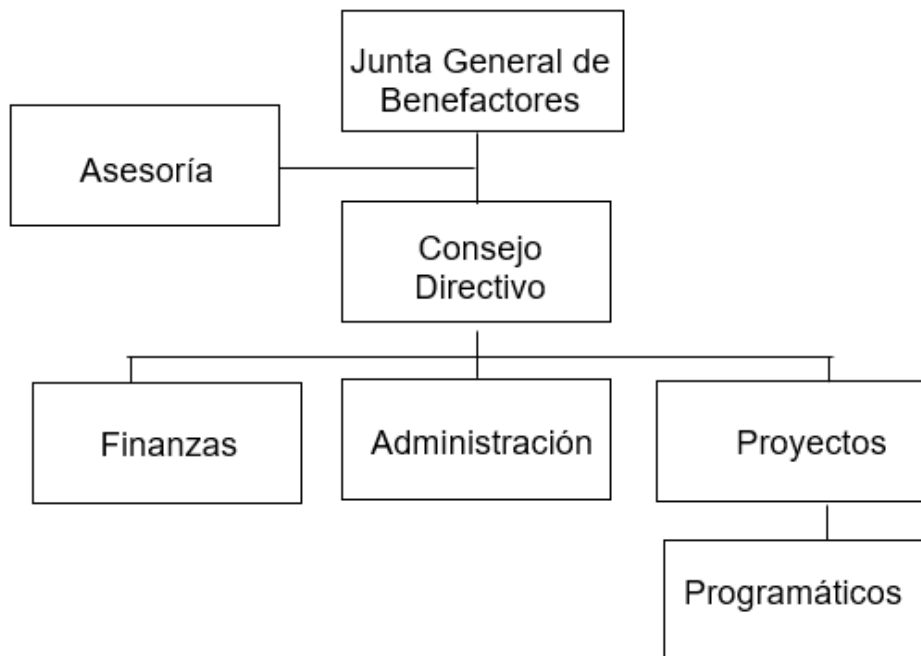 Junta General de
Benefactores
Asesoría
Consejo
Directivo
Finanzas
Administración
Proyectos
Programáticos